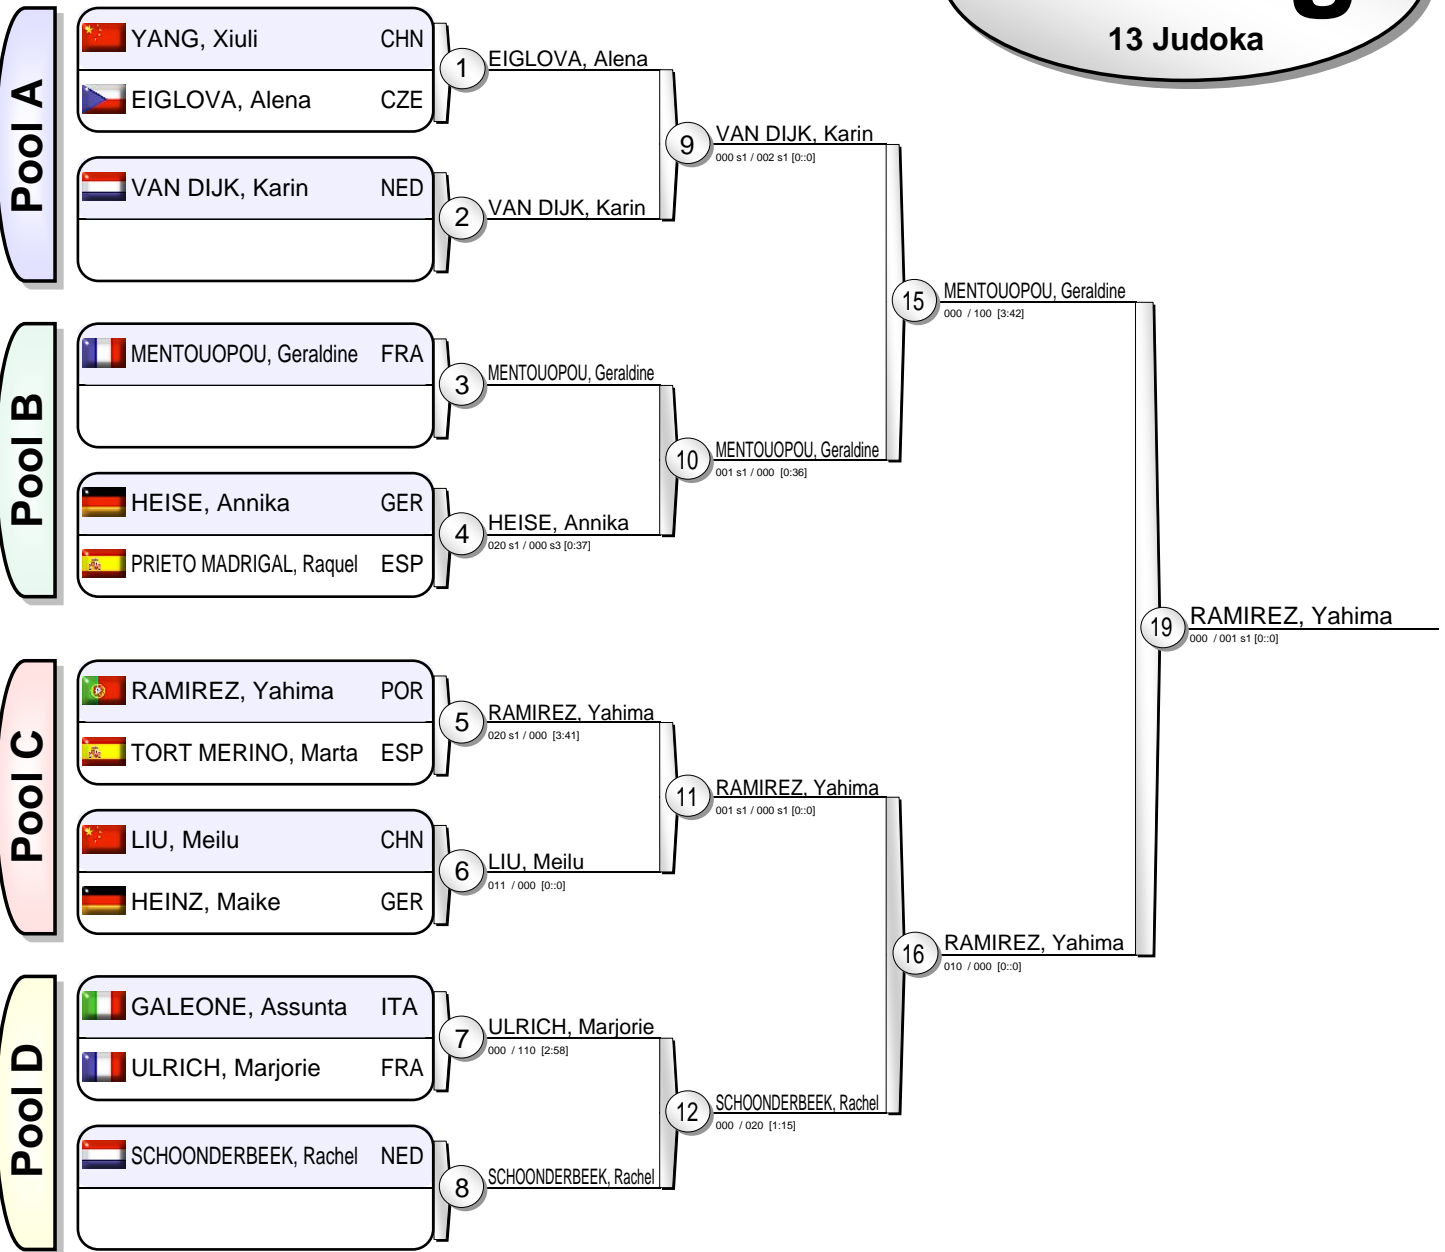 13 Judoka
Pool A
YANG, Xiuli CHN
EIGLOVA, Alena CZE
VAN DIJK, Karin NED
1 EIGLOVA, Alena
2 VAN DIJK, Karin
9 VAN DIJK, Karin
000 s1 / 002 s1 [0::0]
Pool B
MENTOUOPOU, Geraldine FRA
HEISE, Annika GER
PRIETO MADRIGAL, Raquel ESP
3 MENTOUOPOU, Geraldine
4 HEISE, Annika
020 s1 / 000 s3 [0:37]
10 MENTOUOPOU, Geraldine
001 s1 / 000 [0:36]
15 MENTOUOPOU, Geraldine
000 / 100 [3:42]
Pool C
RAMIREZ, Yahima POR
TORT MERINO, Marta ESP
LIU, Meilu CHN
HEINZ, Maike GER
5 RAMIREZ, Yahima
020 s1 / 000 [3:41]
6 LIU, Meilu
011 / 000 [0::0]
11 RAMIREZ, Yahima
001 s1 / 000 s1 [0::0]
Pool D
GALEONE, Assunta ITA
ULRICH, Marjorie FRA
SCHOONDERBEEK, Rachel NED
7 ULRICH, Marjorie
000 / 110 [2:58]
8 SCHOONDERBEEK, Rachel
12 SCHOONDERBEEK, Rachel
000 / 020 [1:15]
16 RAMIREZ, Yahima
010 / 000 [0::0]
19 RAMIREZ, Yahima
000 / 001 s1 [0::0]